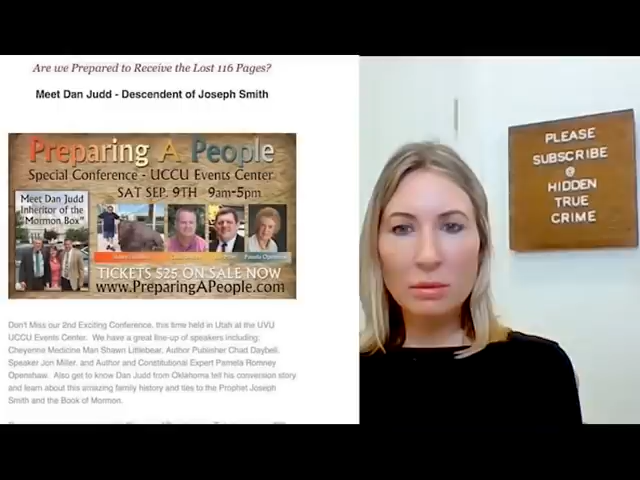 Are we Prepared to Receive the Lost 116 Pages?
Meet Dan Judd - Descendent of Joseph Smith
Preparing A People
Special Conference - UCCU Events Center
SAT SEP. 9TH 9am-5pm
Meet Dan Judd
Inheritor of the
"Mormon Box"
TICKETS $25 ON SALE NOW
www.PreparingAPeople.com
Don't Miss our 2nd Exciting Conference, this time held in Utah at the UVU
UCCU Events Center. We have a great line-up of speakers including;
Cheyenne Medicine Man Shawn Littlebear, Author Publisher Chad Daybell,
Speaker Jon Miller, and Author and Constitutional Expert Pamela Romney
Openshaw. Also get to know Dan Judd from Oklahoma tell his conversion story
and learn about this amazing family history and ties to the Prophet Joseph
Smith and the Book of Mormon.
PLEASE
SUBSCRIBE
@
HIDDEN
TRUE
CRIME